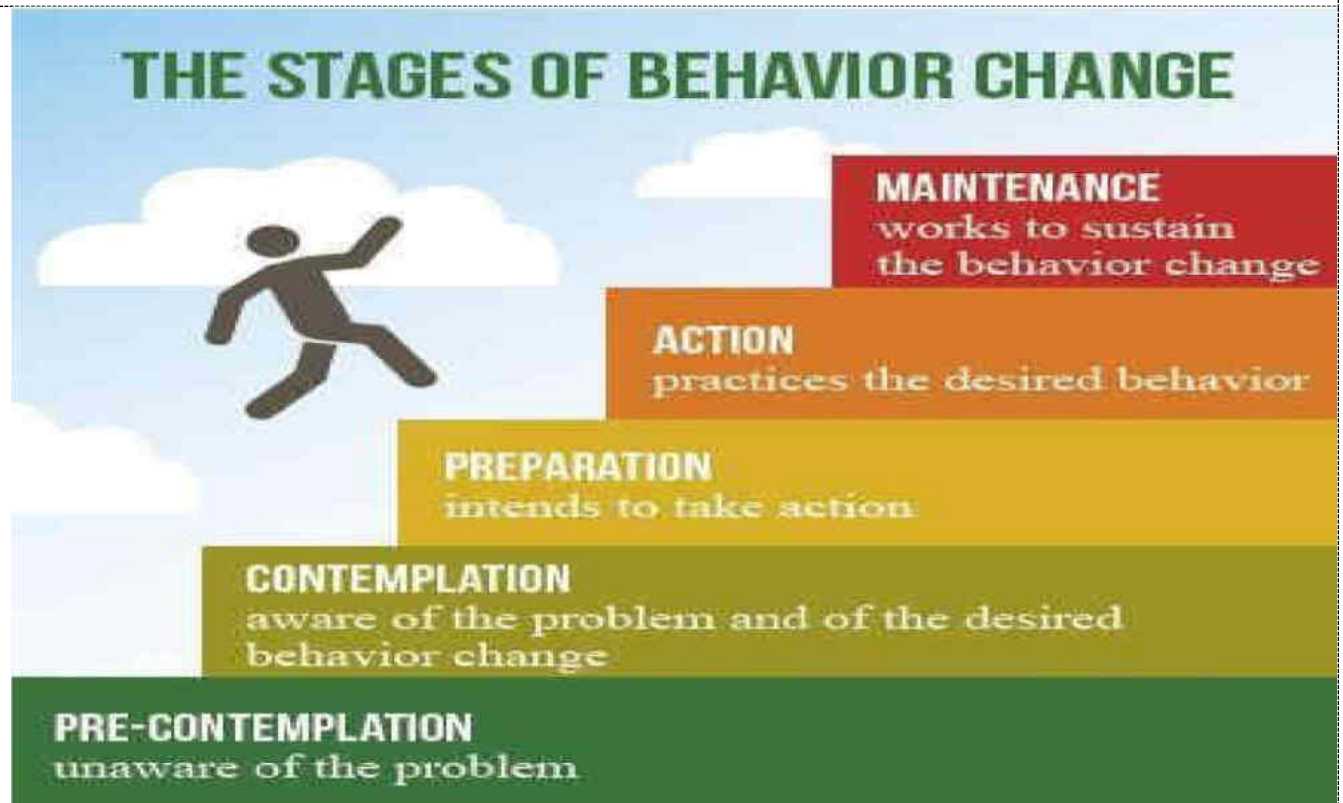 THE STAGES OF BEHAVIOR CHANGE
MAINTENANCE
works to sustain
the behavior change
ACTION
practices the desired behavior
PREPARATION
intends to take action
CONTEMPLATION
aware of the problem and of the desired
behavior change
PRE-CONTEMPLATION
unaware of the problem